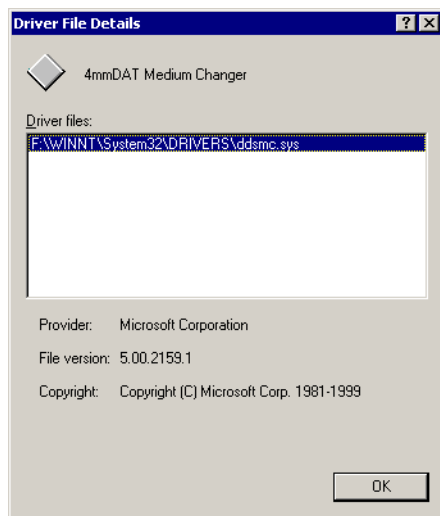 Driver File Details
4mmDAT Medium Changer
Driver files:
F:\WINNT\System32\DRIVERS\ddsmc.sys
Provider: Microsoft Corporation
File version: 5.00.2159.1
Copyright: Copyright (C) Microsoft Corp. 1981-1999
OK